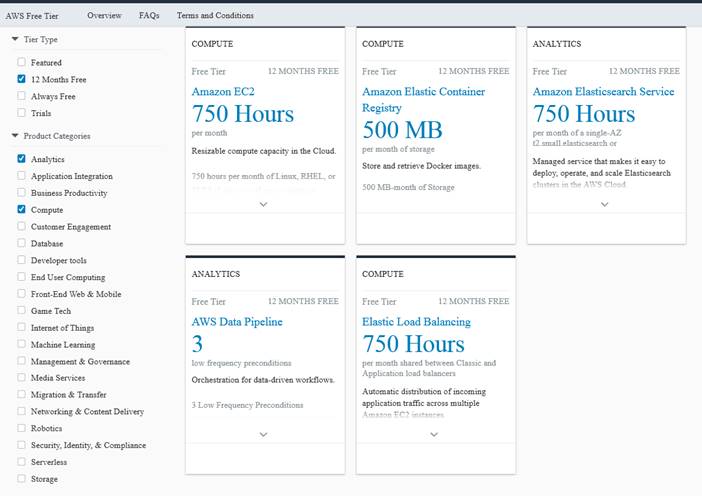 AWS Free Tier
Overview
FAQs
Terms and Conditions
Tier Type
Featured
12 Months Free
Always Free
Trials
Product Categories
Analytics
Application Integration
Business Productivity
Compute
Customer Engagement
Database
Developer tools
End User Computing
Front-End Web & Mobile
Game Tech
Internet of Things
Machine Learning
Management & Governance
Media Services
Migration & Transfer
Networking & Content Delivery
Robotics
Security, Identity, & Compliance
Serverless
Storage
COMPUTE
Free Tier 12 MONTHS FREE
Amazon EC2
750 Hours
per month
Resizable compute capacity in the Cloud.
750 hours per month of Linux, RHEL, or
COMPUTE
Free Tier 12 MONTHS FREE
Amazon Elastic Container
Registry
500 MB
per month of storage
Store and retrieve Docker images.
500 MB-month of Storage
ANALYTICS
Free Tier 12 MONTHS FREE
Amazon Elasticsearch Service
750 Hours
per month of a single-AZ
t2.small.elasticsearch or
Managed service that makes it easy to
deploy, operate, and scale Elasticsearch
clusters in the AWS Cloud.
ANALYTICS
Free Tier 12 MONTHS FREE
AWS Data Pipeline
3
low frequency preconditions
Orchestration for data-driven workflows.
3 Low Frequency Preconditions
COMPUTE
Free Tier 12 MONTHS FREE
Elastic Load Balancing
750 Hours
per month shared between Classic and
Application load balancers
Automatic distribution of incoming
application traffic across multiple
Amazon EC2 instances.